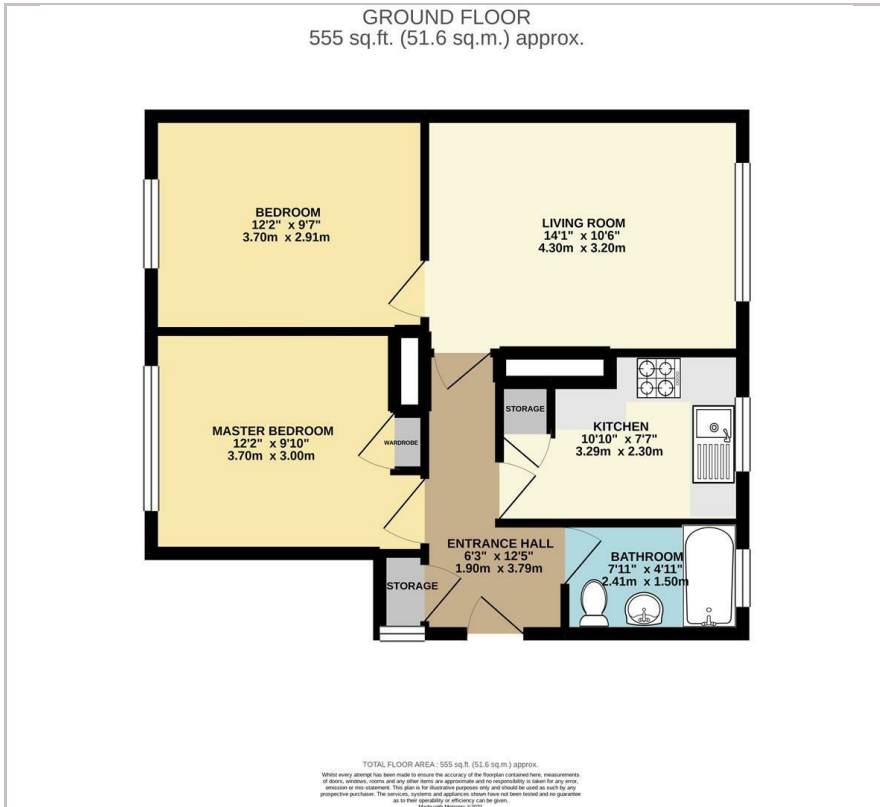 GROUND FLOOR
555 sq.ft. (51.6 sq.m.) approx.
BEDROOM
12'2" x 9'7"
3.70m x 2.91m
LIVING ROOM
14'1" x 10'6"
4.30m x 3.20m
MASTER BEDROOM
12'2" x 9'10"
3.70m x 3.00m
WARDROBE
STORAGE
KITCHEN
10'10" x 7'7"
3.29m x 2.30m
ENTRANCE HALL
6'3" x 12'5"
1.90m x 3.79m
BATHROOM
7'11" x 4'11"
2.41m x 1.50m
STORAGE
TOTAL FLOOR AREA : 555 sq.ft. (51.6 sq.m.) approx.
Whilst every attempt has been made to ensure the accuracy of the floorplan contained here, measurements
of doors, windows, rooms and any other items are approximate and no responsibility is taken for any error,
omission or mis-statement. This plan is for illustrative purposes only and should be used as such by any
prospective purchaser. The services, systems and appliances shown have not been tested and no guarantee
as to their operability or efficiency can be given.
Made with Metropix ©2021